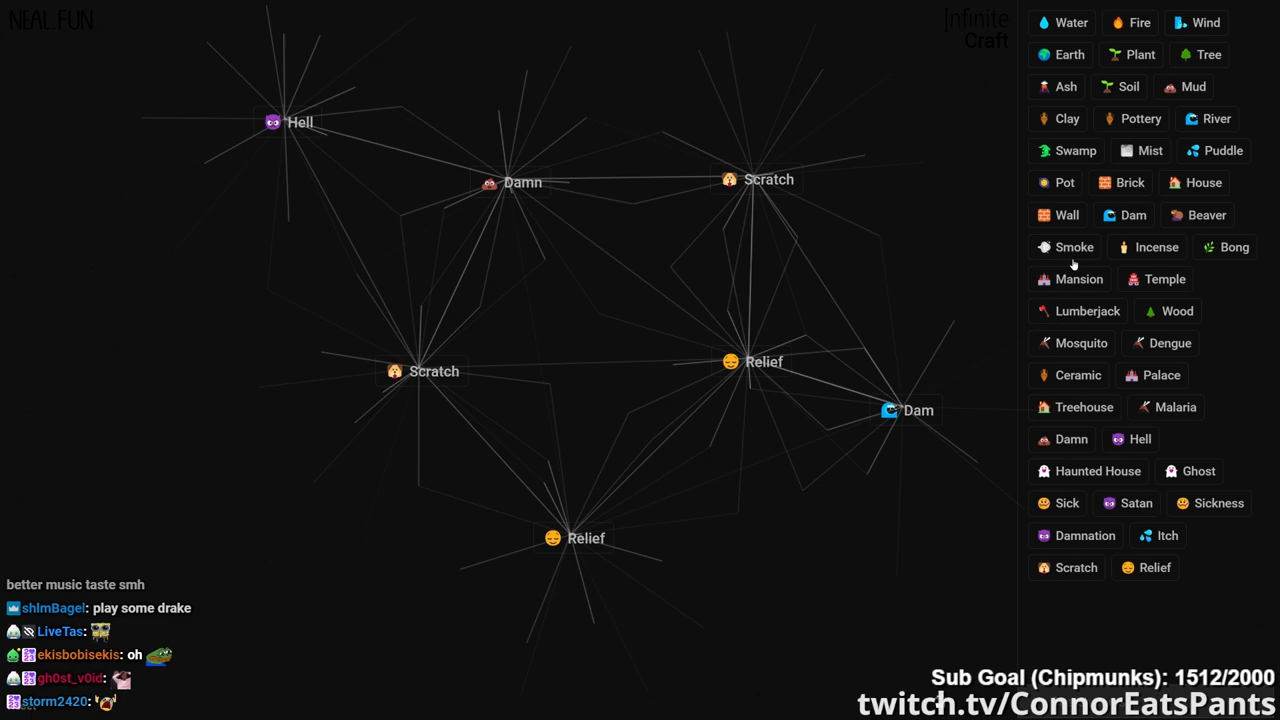 NEAL.FUN
Infinite
Craft
Hell
Damn
Scratch
Scratch
Relief
Dam
Relief
Water Fire Wind
Earth Plant Tree
Ash Soil Mud
Clay Pottery River
Swamp Mist Puddle
Pot Brick House
Wall Dam Beaver
Smoke Incense Bong
Mansion Temple
Lumberjack Wood
Mosquito Dengue
Ceramic Palace
Treehouse Malaria
Damn Hell
Haunted House Ghost
Sick Satan Sickness
Damnation Itch
Scratch Relief
better music taste smh
shlmBagel: play some drake
LiveTas:
ekisbobisekis: oh
gh0st_v0id:
storm2420:
Sub Goal (Chipmunks): 1512/2000
twitch.tv/ConnorEatsPants